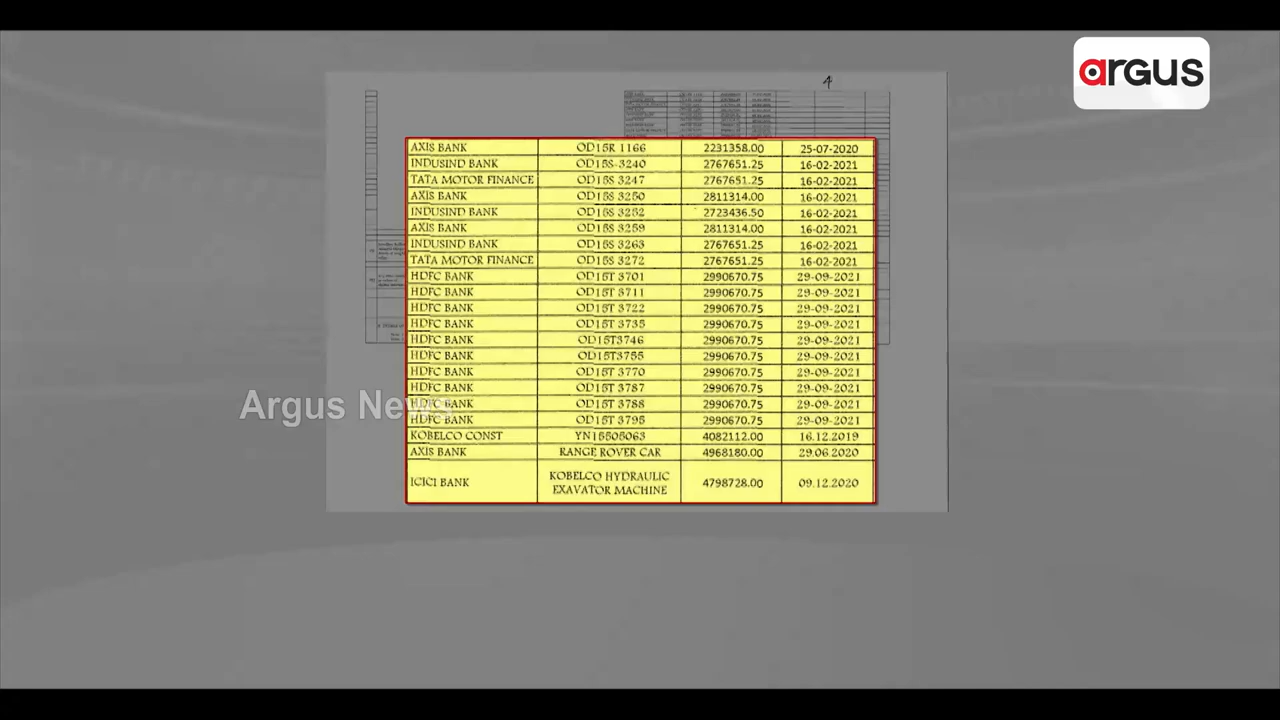 argus
4
AXIS BANK OD15R 1166 2231358.00 25-07-2020
INDUSIND BANK OD15S-3240 2767651.25 16-02-2021
TATA MOTOR FINANCE OD15S 3247 2767651.25 16-02-2021
AXIS BANK OD15S 3250 2811314.00 16-02-2021
INDUSIND BANK OD15S 3252 2723436.50 16-02-2021
AXIS BANK OD15S 3259 2811314.00 16-02-2021
INDUSIND BANK OD15S 3263 2767651.25 16-02-2021
TATA MOTOR FINANCE OD15S 3272 2767651.25 16-02-2021
HDFC BANK OD15T 3701 2990670.75 29-09-2021
HDFC BANK OD15T 3711 2990670.75 29-09-2021
HDFC BANK OD15T 3722 2990670.75 29-09-2021
HDFC BANK OD15T 3735 2990670.75 29-09-2021
HDFC BANK OD15T3746 2990670.75 29-09-2021
HDFC BANK OD15T3755 2990670.75 29-09-2021
HDFC BANK OD15T 3770 2990670.75 29-09-2021
HDFC BANK OD15T 3787 2990670.75 29-09-2021
HDFC BANK OD15T 3788 2990670.75 29-09-2021
HDFC BANK OD15T 3795 2990670.75 29-09-2021
KOBELCO CONST YN15505063 4082112.00 16.12.2019
AXIS BANK RANGE ROVER CAR 4968180.00 29.06.2020
ICICI BANK KOBELCO HYDRAULIC EXAVATOR MACHINE 4798728.00 09.12.2020
Argus News